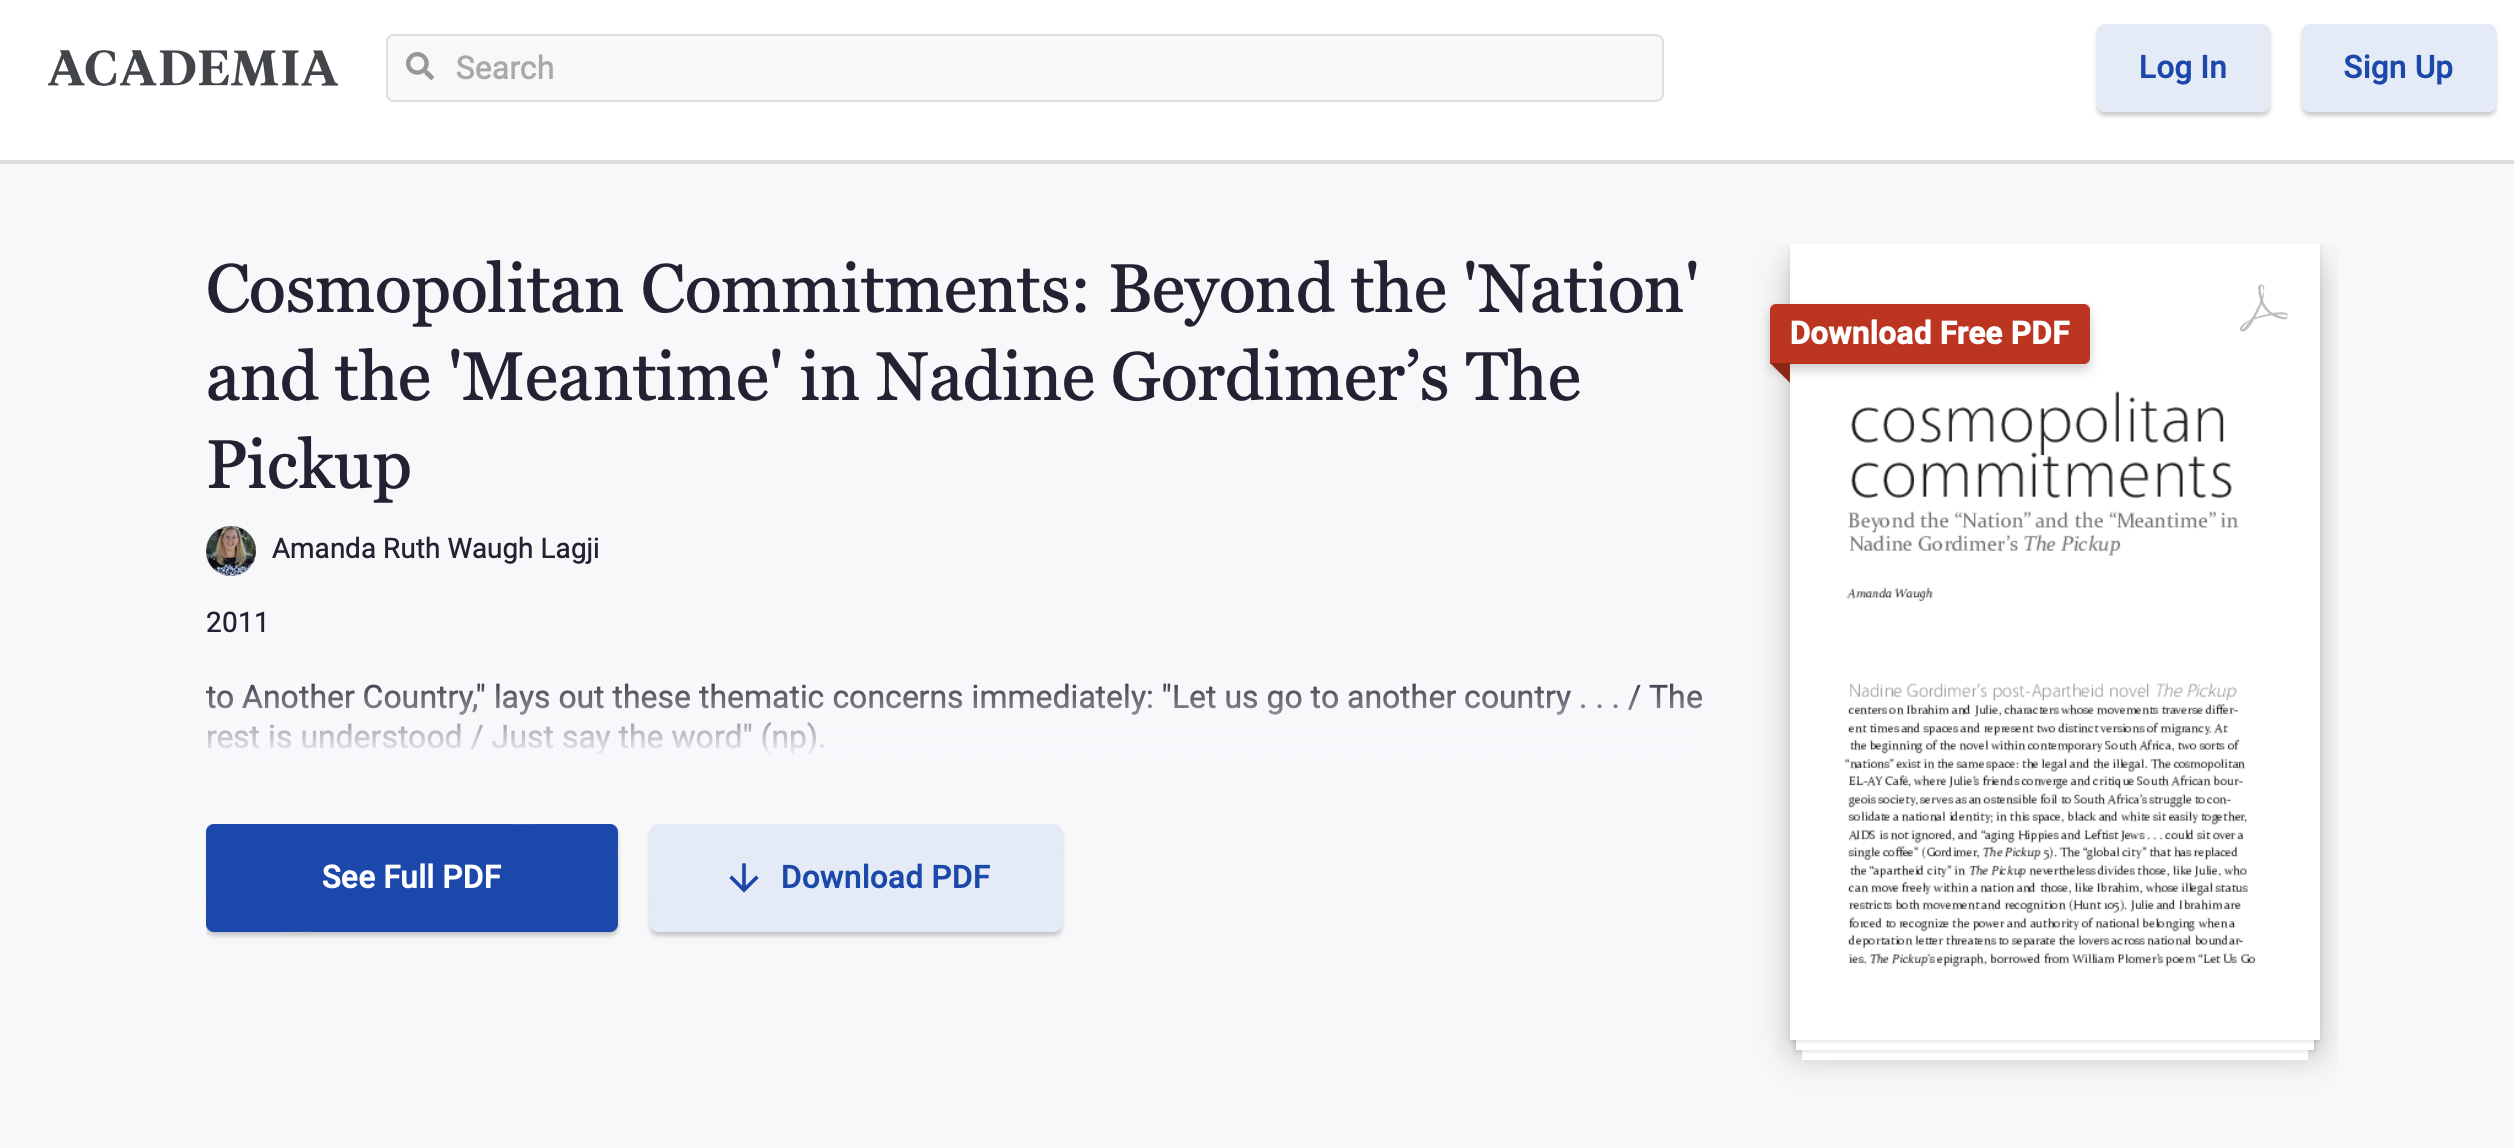 ACADEMIA
Search
Log In
Sign Up
Cosmopolitan Commitments: Beyond the 'Nation'
and the 'Meantime' in Nadine Gordimer’s The
Pickup
Amanda Ruth Waugh Lagji
2011
to Another Country," lays out these thematic concerns immediately: "Let us go to another country . . . / The
rest is understood / Just say the word" (np).
See Full PDF
Download PDF
Download Free PDF
cosmopolitan
commitments
Beyond the “Nation” and the “Meantime” in
Nadine Gordimer’s The Pickup
Amanda Waugh
Nadine Gordimer’s post-Apartheid novel The Pickup
centers on Ibrahim and Julie, characters whose movements traverse differ-
ent times and spaces and represent two distinct versions of migrancy. At
the beginning of the novel within contemporary South Africa, two sorts of
“nations” exist in the same space: the legal and the illegal. The cosmopolitan
EL-AY Café, where Julie’s friends converge and critique South African bour-
geois society, serves as an ostensible foil to South Africa’s struggle to con-
solidate a national identity; in this space, black and white sit easily together,
AIDS is not ignored, and “aging Hippies and Leftist Jews . . . could sit over a
single coffee” (Gordimer, The Pickup 5). The “global city” that has replaced
the “apartheid city” in The Pickup nevertheless divides those, like Julie, who
can move freely within a nation and those, like Ibrahim, whose illegal status
restricts both movement and recognition (Hunt 105). Julie and Ibrahim are
forced to recognize the power and authority of national belonging when a
deportation letter threatens to separate the lovers across national boundar-
ies. The Pickup’s epigraph, borrowed from William Plomer’s poem “Let Us Go